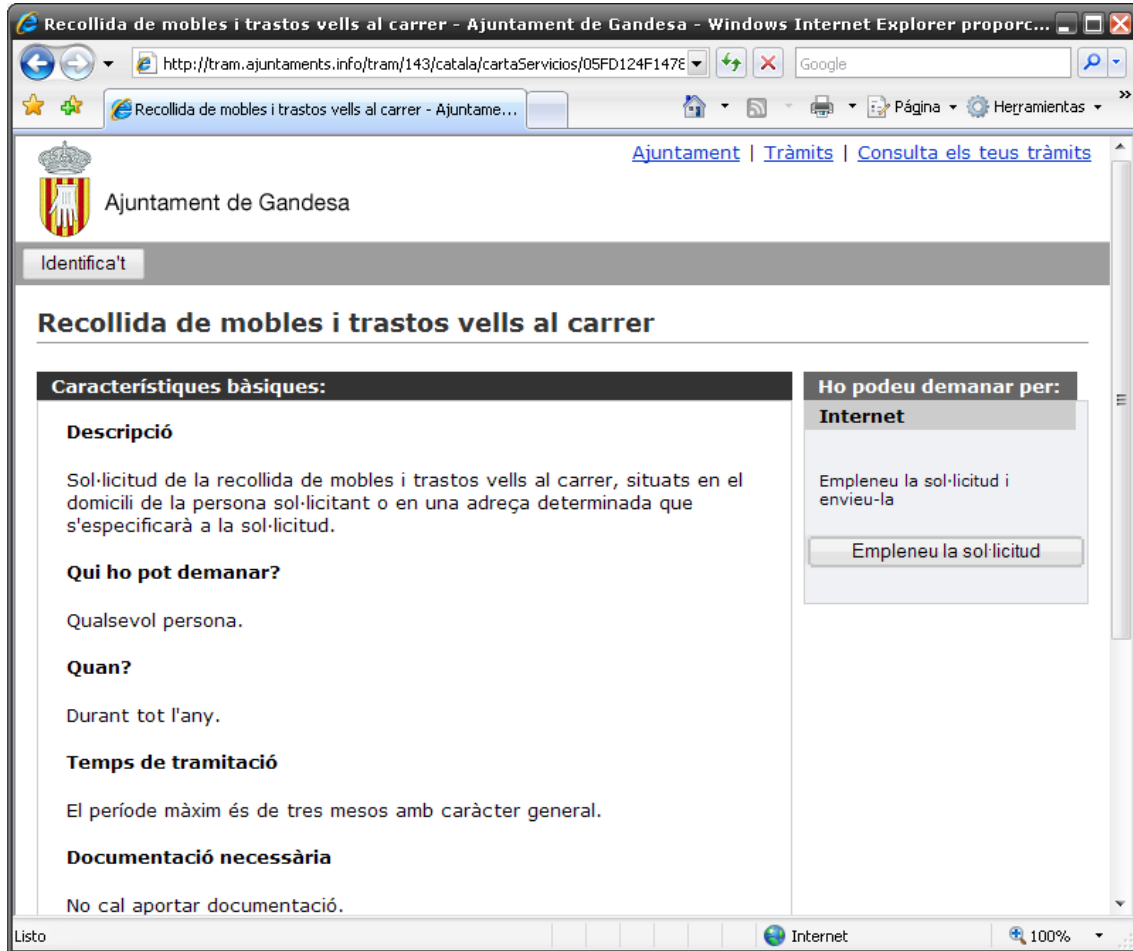 Recollida de mobles i trastos vells al carrer - Ajuntament de Gandesa - Windows Internet Explorer proporc...
http://tram.ajuntaments.info/tram/143/catala/cartaServicios/05FD124F1478
Google
Recollida de mobles i trastos vells al carrer - Ajuntame...
Página
Herramientas
»
Ajuntament | Tràmits | Consulta els teus tràmits
Ajuntament de Gandesa
Identifica't
Recollida de mobles i trastos vells al carrer
Característiques bàsiques:
Descripció
Sol·licitud de la recollida de mobles i trastos vells al carrer, situats en el
domicili de la persona sol·licitant o en una adreça determinada que
s'especificarà a la sol·licitud.
Qui ho pot demanar?
Qualsevol persona.
Quan?
Durant tot l'any.
Temps de tramitació
El període màxim és de tres mesos amb caràcter general.
Documentació necessària
No cal aportar documentació.
Ho podeu demanar per:
Internet
Empleneu la sol·licitud i
envieu-la
Empleneu la sol·licitud
Listo
Internet
100%